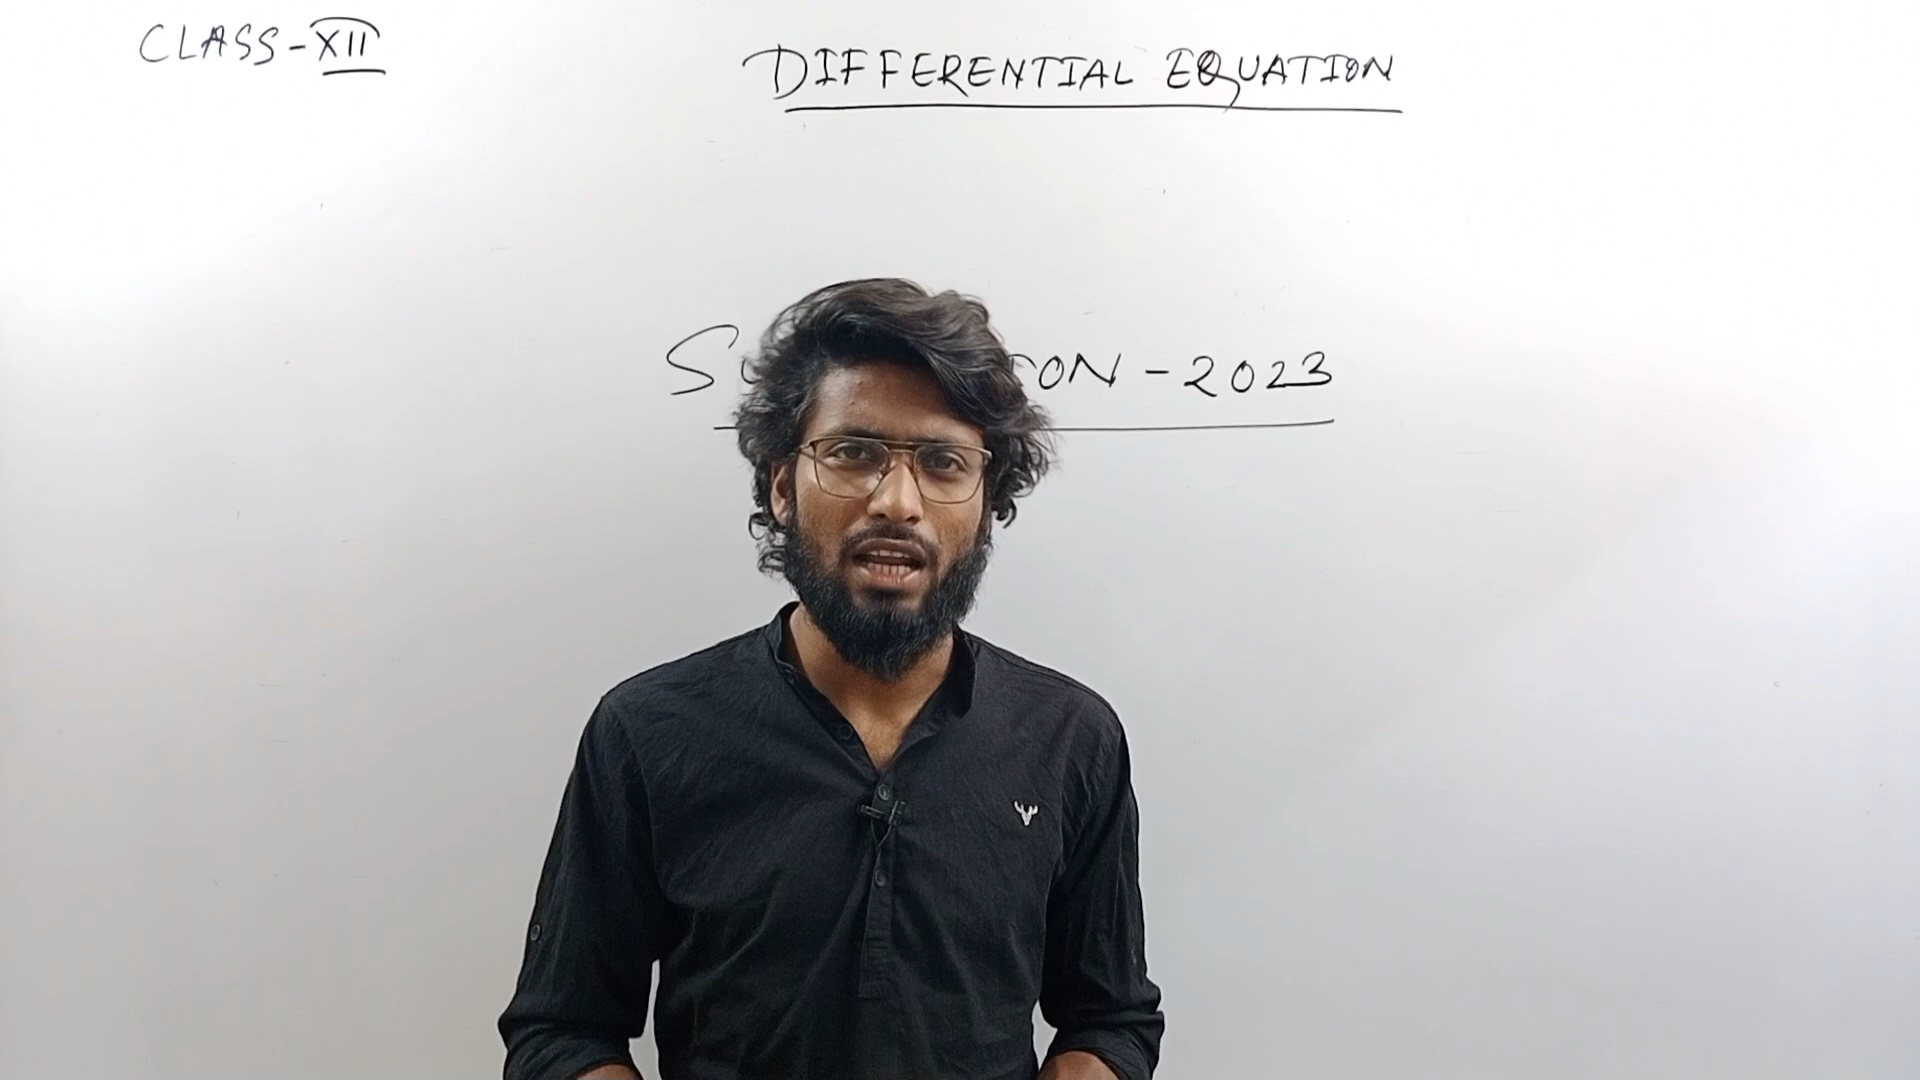 CLASS-XII
DIFFERENTIAL EQUATION
-2023